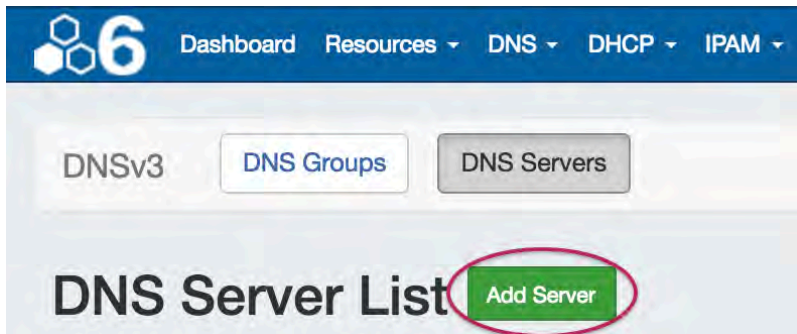 6 Dashboard Resources DNS DHCP IPAM
DNSv3 DNS Groups DNS Servers
DNS Server List Add Server